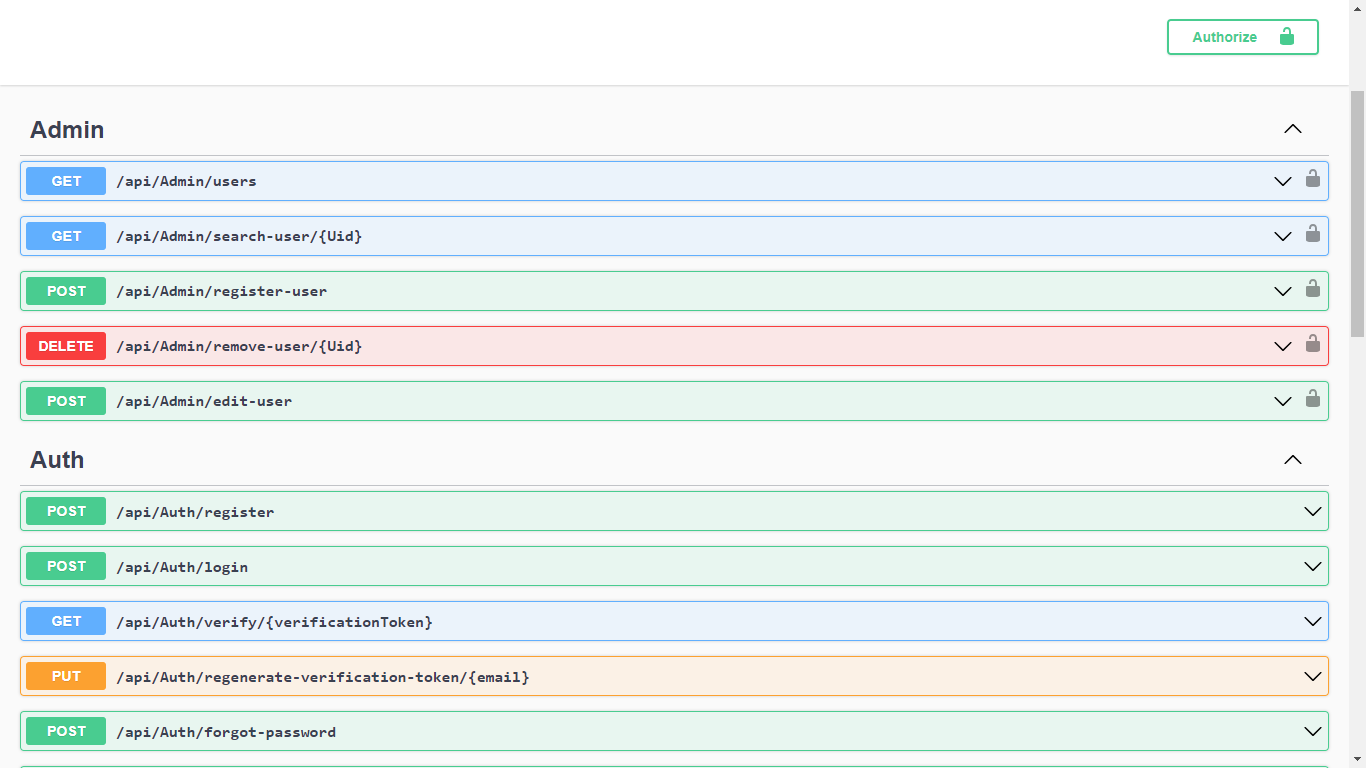 Authorize
Admin
GET /api/Admin/users
GET /api/Admin/search-user/{Uid}
POST /api/Admin/register-user
DELETE /api/Admin/remove-user/{Uid}
POST /api/Admin/edit-user
Auth
POST /api/Auth/register
POST /api/Auth/login
GET /api/Auth/verify/{verificationToken}
PUT /api/Auth/regenerate-verification-token/{email}
POST /api/Auth/forgot-password